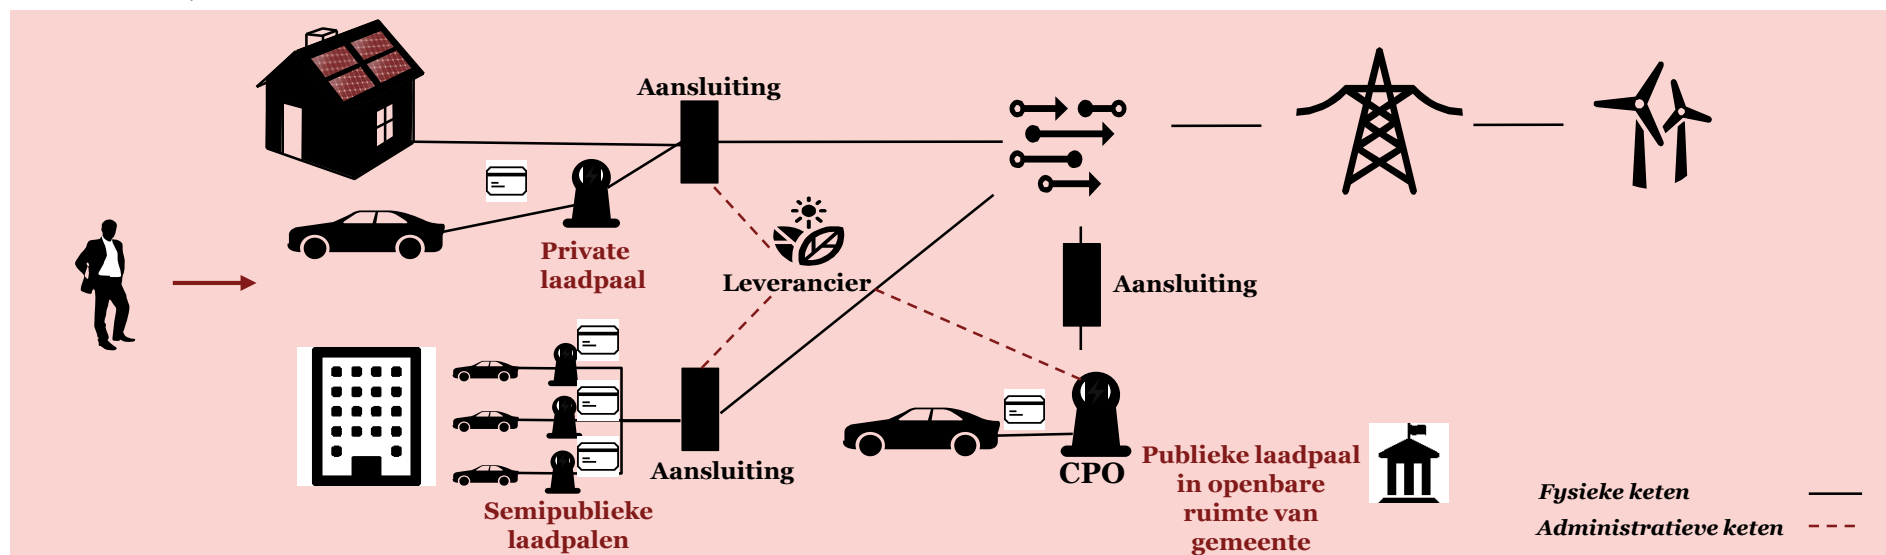 Aansluiting
Private
laadpaal
Leverancier
Aansluiting
Aansluiting
CPO
Publieke laadpaal
in openbare
ruimte van
gemeente
Semipublieke
laadpalen
Fysieke keten
Administratieve keten